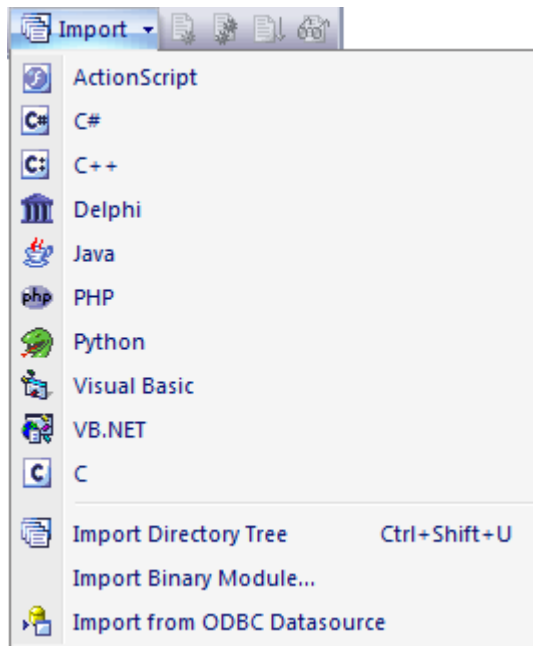 Import
ActionScript
C# C#
C++ C++
Delphi
Java
php PHP
Python
Visual Basic
VB.NET
C C
Import Directory Tree Ctrl+Shift+U
Import Binary Module...
Import from ODBC Datasource